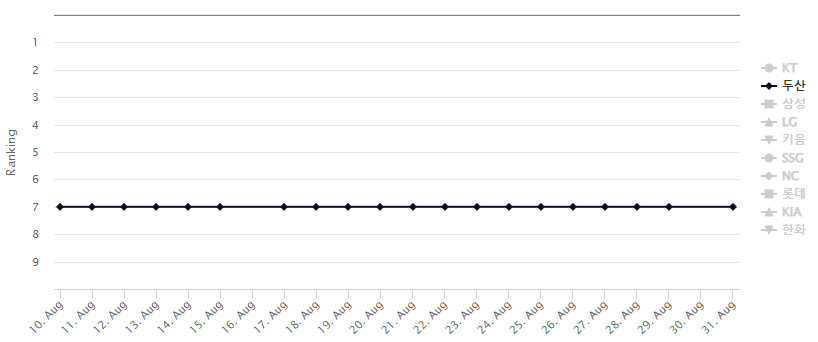 Ranking
1
2
3
4
5
6
7
8
9
10. Aug
11. Aug
12. Aug
13. Aug
14. Aug
15. Aug
16. Aug
17. Aug
18. Aug
19. Aug
20. Aug
21. Aug
22. Aug
23. Aug
24. Aug
25. Aug
26. Aug
27. Aug
28. Aug
29. Aug
30. Aug
31. Aug
KT
두산
삼성
LG
키움
SSG
NC
롯데
KIA
한화